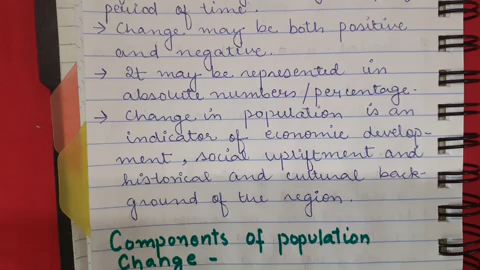 period of time.
→ Change may be both positive
and negative.
→ It may be represented in
absolute numbers/percentage.
→ Change in population is an
indicator of economic develop-
ment, social upriftment and
historical and cultural back-
ground of the region.
Components of population
Change -